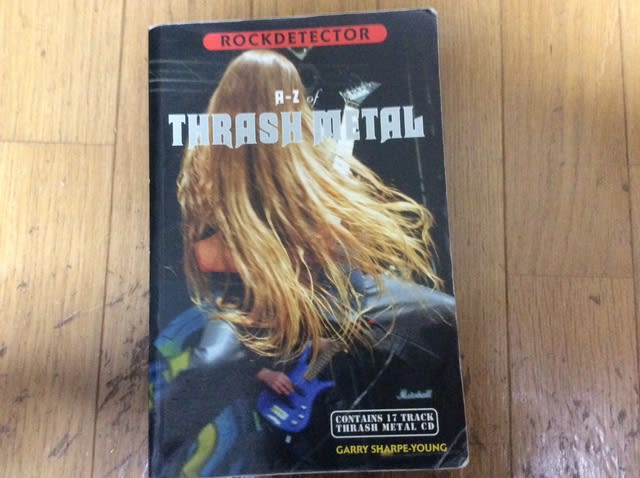 ROCKDETECTOR
A-Z of
THRASH METAL
Marshall
CONTAINS 17 TRACK
THRASH METAL CD
GARRY SHARPE-YOUNG